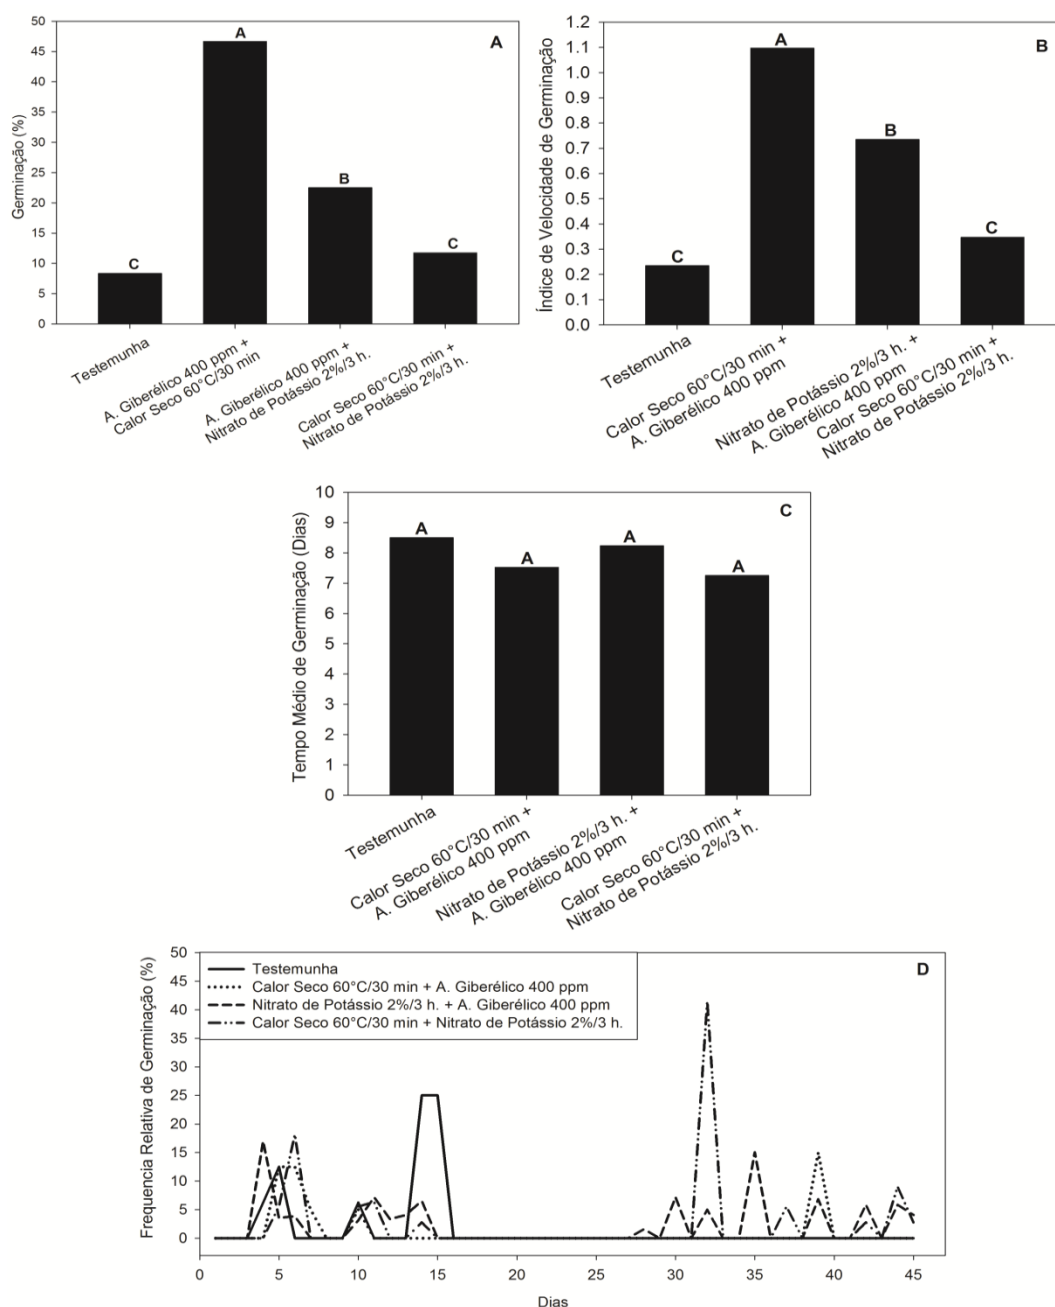 A
Germinação (%)
50
45
40
35
30
25
20
15
10
5
0
C
A
B
C
Testemunha
A. Giberélico 400 ppm +
Calor Seco 60°C/30 min
A. Giberélico 400 ppm +
Nitrato de Potássio 2%/3 h.
Calor Seco 60°C/30 min +
Nitrato de Potássio 2%/3 h.
B
Índice de Velocidade de Germinação
1.2
1.1
1.0
0.9
0.8
0.7
0.6
0.5
0.4
0.3
0.2
0.1
0.0
C
A
B
C
Testemunha
Calor Seco 60°C/30 min +
A. Giberélico 400 ppm
Nitrato de Potássio 2%/3 h. +
A. Giberélico 400 ppm
Calor Seco 60°C/30 min +
Nitrato de Potássio 2%/3 h.
C
Tempo Médio de Germinação (Dias)
10
9
8
7
6
5
4
3
2
1
0
A
A
A
A
Testemunha
Calor Seco 60°C/30 min +
A. Giberélico 400 ppm
Nitrato de Potássio 2%/3 h. +
A. Giberélico 400 ppm
Calor Seco 60°C/30 min +
Nitrato de Potássio 2%/3 h.
D
Frequencia Relativa de Germinação (%)
50
45
40
35
30
25
20
15
10
5
0
Testemunha
Calor Seco 60°C/30 min + A. Giberélico 400 ppm
Nitrato de Potássio 2%/3 h. + A. Giberélico 400 ppm
Calor Seco 60°C/30 min + Nitrato de Potássio 2%/3 h.
0 5 10 15 20 25 30 35 40 45
Dias